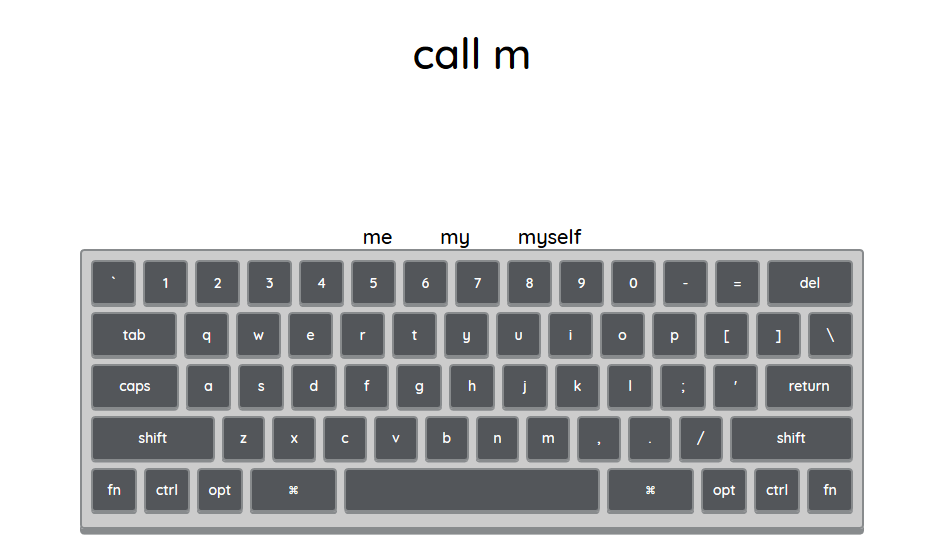 call m
me my myself
` 1 2 3 4 5 6 7 8 9 0 - = del
tab q w e r t y u i o p [ ] \
caps a s d f g h j k l ; ' return
shift z x c v b n m , . / shift
fn ctrl opt ⌘ ⌘ opt ctrl fn